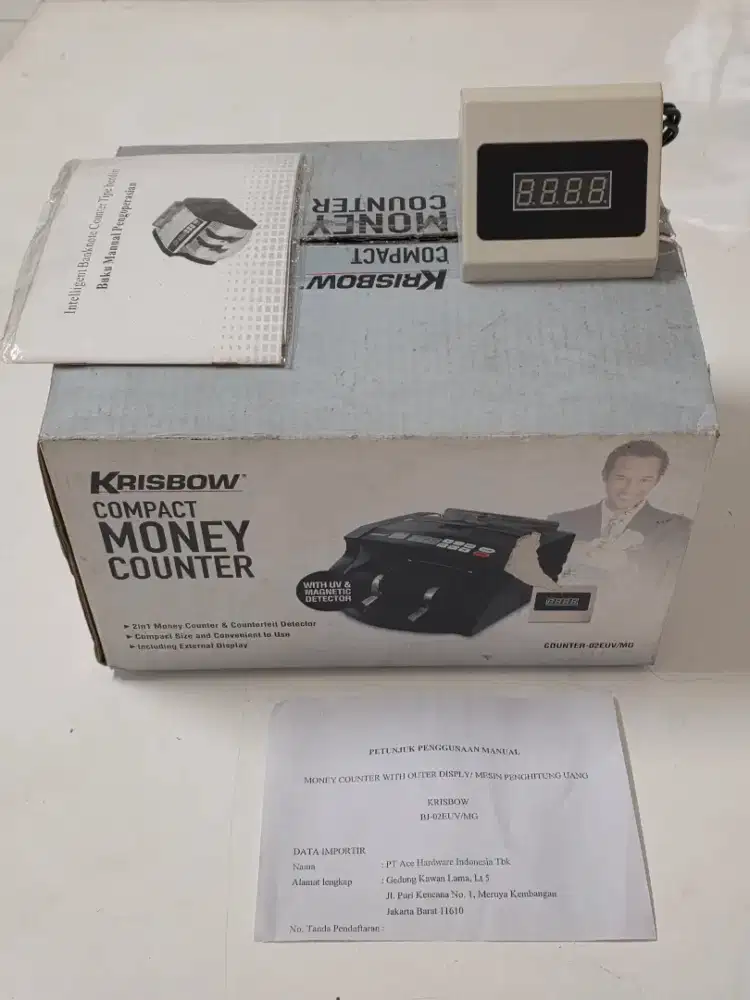 Intelligent Banknote Counter Tipe berdiri
Buku Manual Pengoperasian
MONEY
COUNTER
KRISBOW
COMPACT
8.8.8.8.
KRISBOW™
COMPACT
MONEY
COUNTER
WITH UV &
MAGNETIC
DETECTOR
2in1 Money Counter & Counterfeit Detector
Compact Size and Convenient to Use
Including External Display
COUNTER-02EUV/MG
PETUNJUK PENGGUNAAN MANUAL
MONEY COUNTER WITH OUTER DISPLY/ MESIN PENGHITUNG UANG
KRISBOW
BJ-02EUV/MG
DATA IMPORTIR
Nama : PT Ace Hardware Indonesia Tbk
Alamat lengkap : Gedung Kawan Lama, Lt 5
Jl. Puri Kencana No. 1, Meruya Kembangan
Jakarta Barat 11610
No. Tanda Pendaftaran :